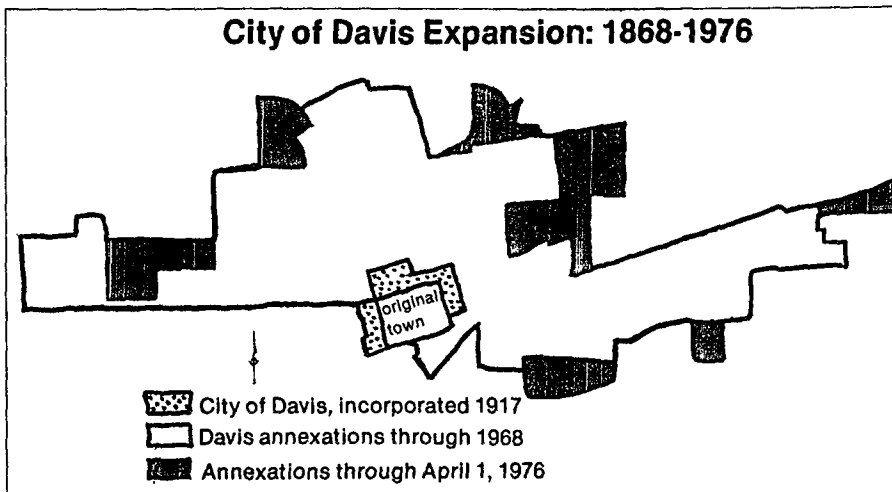 City of Davis Expansion: 1868-1976
original
town
City of Davis, incorporated 1917
Davis annexations through 1968
Annexations through April 1, 1976